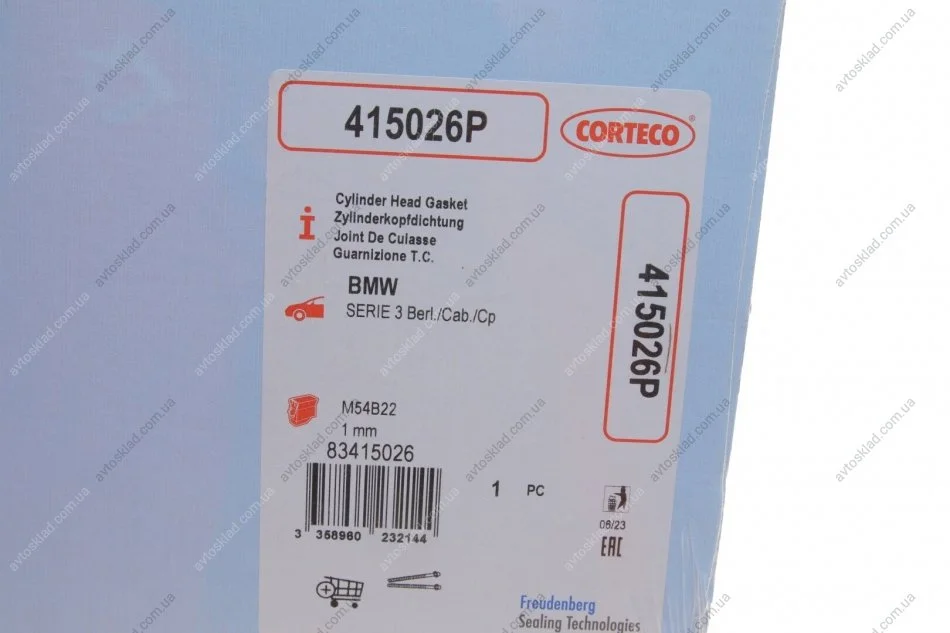 415026P
CORTECO®
Cylinder Head Gasket
Zylinderkopfdichtung
Joint De Culasse
Guarnizione T.C.
BMW
SERIE 3 Berl./Cab./Cp
415026P
M54B22
1 mm
83415026
1 PC
3 358960 232144
08/23
EAC
Freudenberg
Sealing Technologies
avtosklad.com.ua